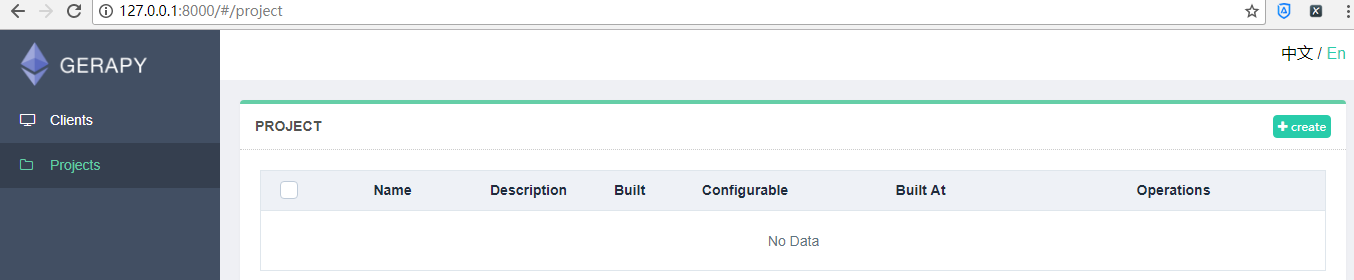 127.0.0.1:8000/#/project
GERAPY
中文 / En
Clients
Projects
PROJECT
create
Name Description Built Configurable Built At Operations
No Data